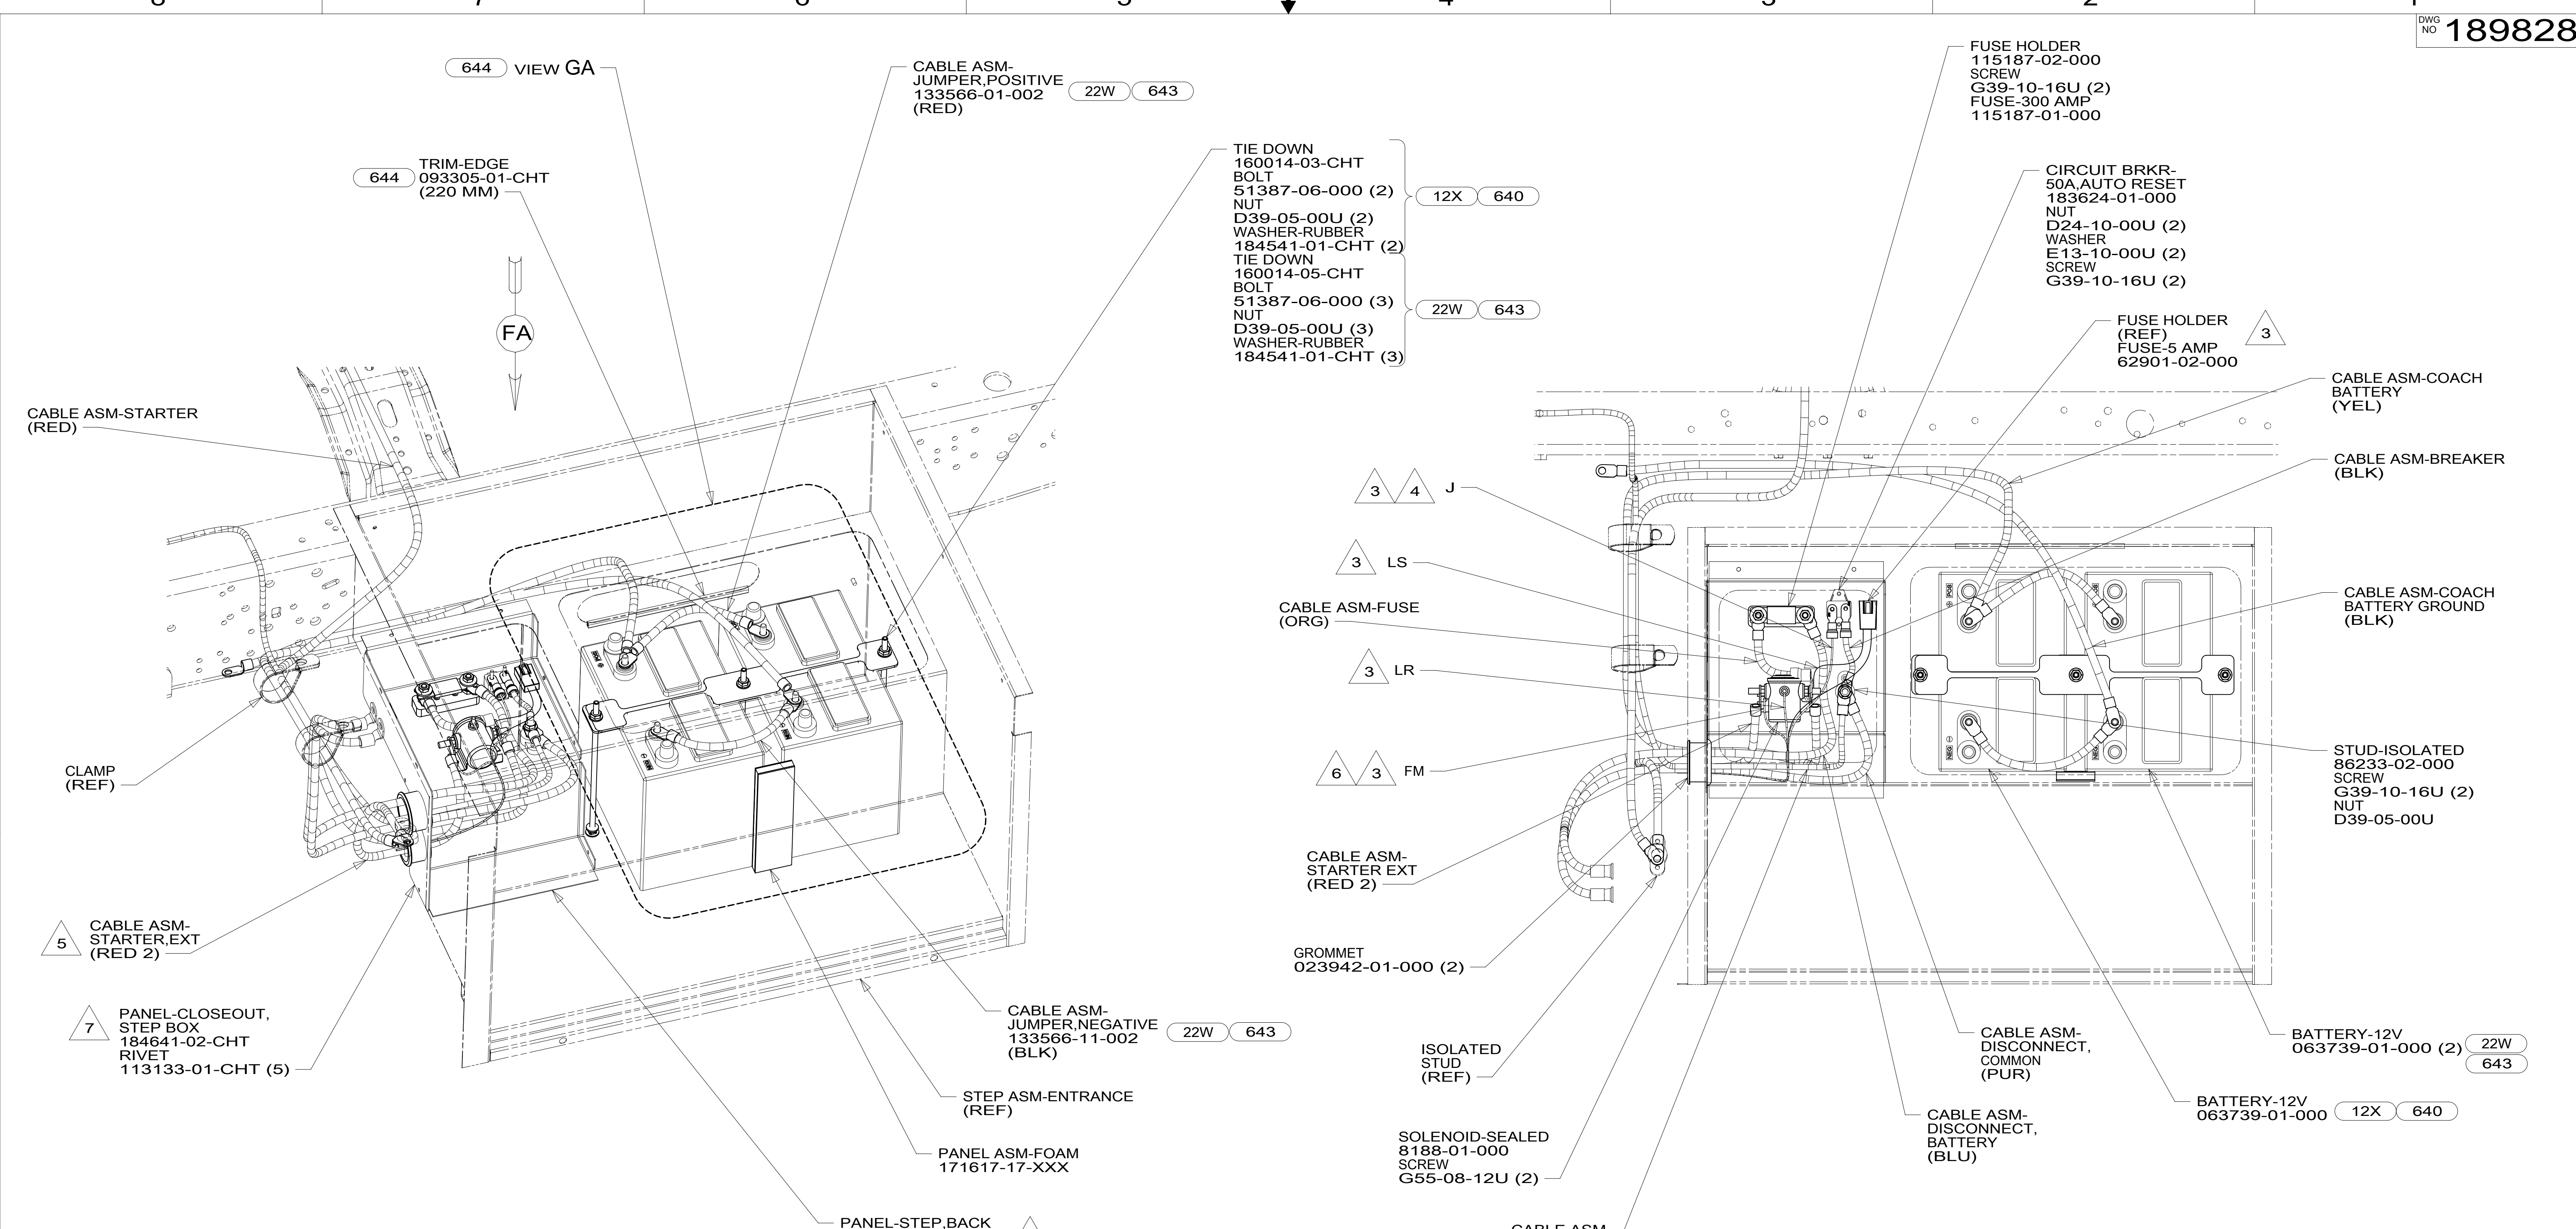 DWG
NO 189828
644 VIEW GA
CABLE ASM-
JUMPER,POSITIVE
133566-01-002
(RED)
22W 643
TRIM-EDGE
644 093305-01-CHT
(220 MM)
FA
TIE DOWN
160014-03-CHT
BOLT
51387-06-000 (2)
NUT
D39-05-00U (2)
WASHER-RUBBER
184541-01-CHT (2)
12X 640
TIE DOWN
160014-05-CHT
BOLT
51387-06-000 (3)
NUT
D39-05-00U (3)
WASHER-RUBBER
184541-01-CHT (3)
22W 643
CABLE ASM-STARTER
(RED)
CLAMP
(REF)
5 CABLE ASM-
STARTER,EXT
(RED 2)
7 PANEL-CLOSEOUT,
STEP BOX
184641-02-CHT
RIVET
113133-01-CHT (5)
CABLE ASM-
JUMPER,NEGATIVE
133566-11-002
(BLK)
22W 643
STEP ASM-ENTRANCE
(REF)
PANEL ASM-FOAM
171617-17-XXX
PANEL-STEP,BACK
FUSE HOLDER
115187-02-000
SCREW
G39-10-16U (2)
FUSE-300 AMP
115187-01-000
CIRCUIT BRKR-
50A,AUTO RESET
183624-01-000
NUT
D24-10-00U (2)
WASHER
E13-10-00U (2)
SCREW
G39-10-16U (2)
FUSE HOLDER
(REF)
FUSE-5 AMP
62901-02-000
3
CABLE ASM-COACH
BATTERY
(YEL)
CABLE ASM-BREAKER
(BLK)
CABLE ASM-COACH
BATTERY GROUND
(BLK)
3 4 J
3 LS
CABLE ASM-FUSE
(ORG)
3 LR
6 3 FM
POS
POS
NEG
NEG
CABLE ASM-
STARTER EXT
(RED 2)
GROMMET
023942-01-000 (2)
ISOLATED
STUD
(REF)
SOLENOID-SEALED
8188-01-000
SCREW
G55-08-12U (2)
STUD-ISOLATED
86233-02-000
SCREW
G39-10-16U (2)
NUT
D39-05-00U
CABLE ASM-
DISCONNECT,
COMMON
(PUR)
CABLE ASM-
DISCONNECT,
BATTERY
(BLU)
BATTERY-12V
063739-01-000 (2)
22W
643
BATTERY-12V
063739-01-000
12X 640
CABLE ASM